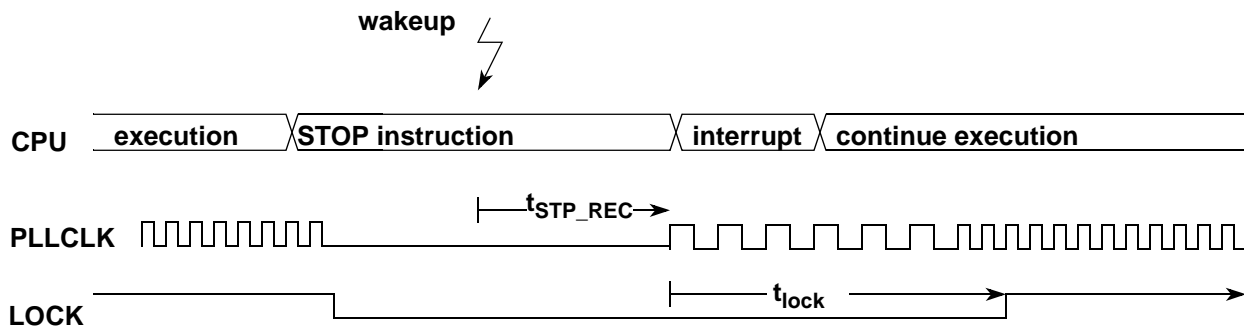 wakeup
CPU execution STOP instruction interrupt continue execution
tSTP_REC
PLLCLK
tlock
LOCK